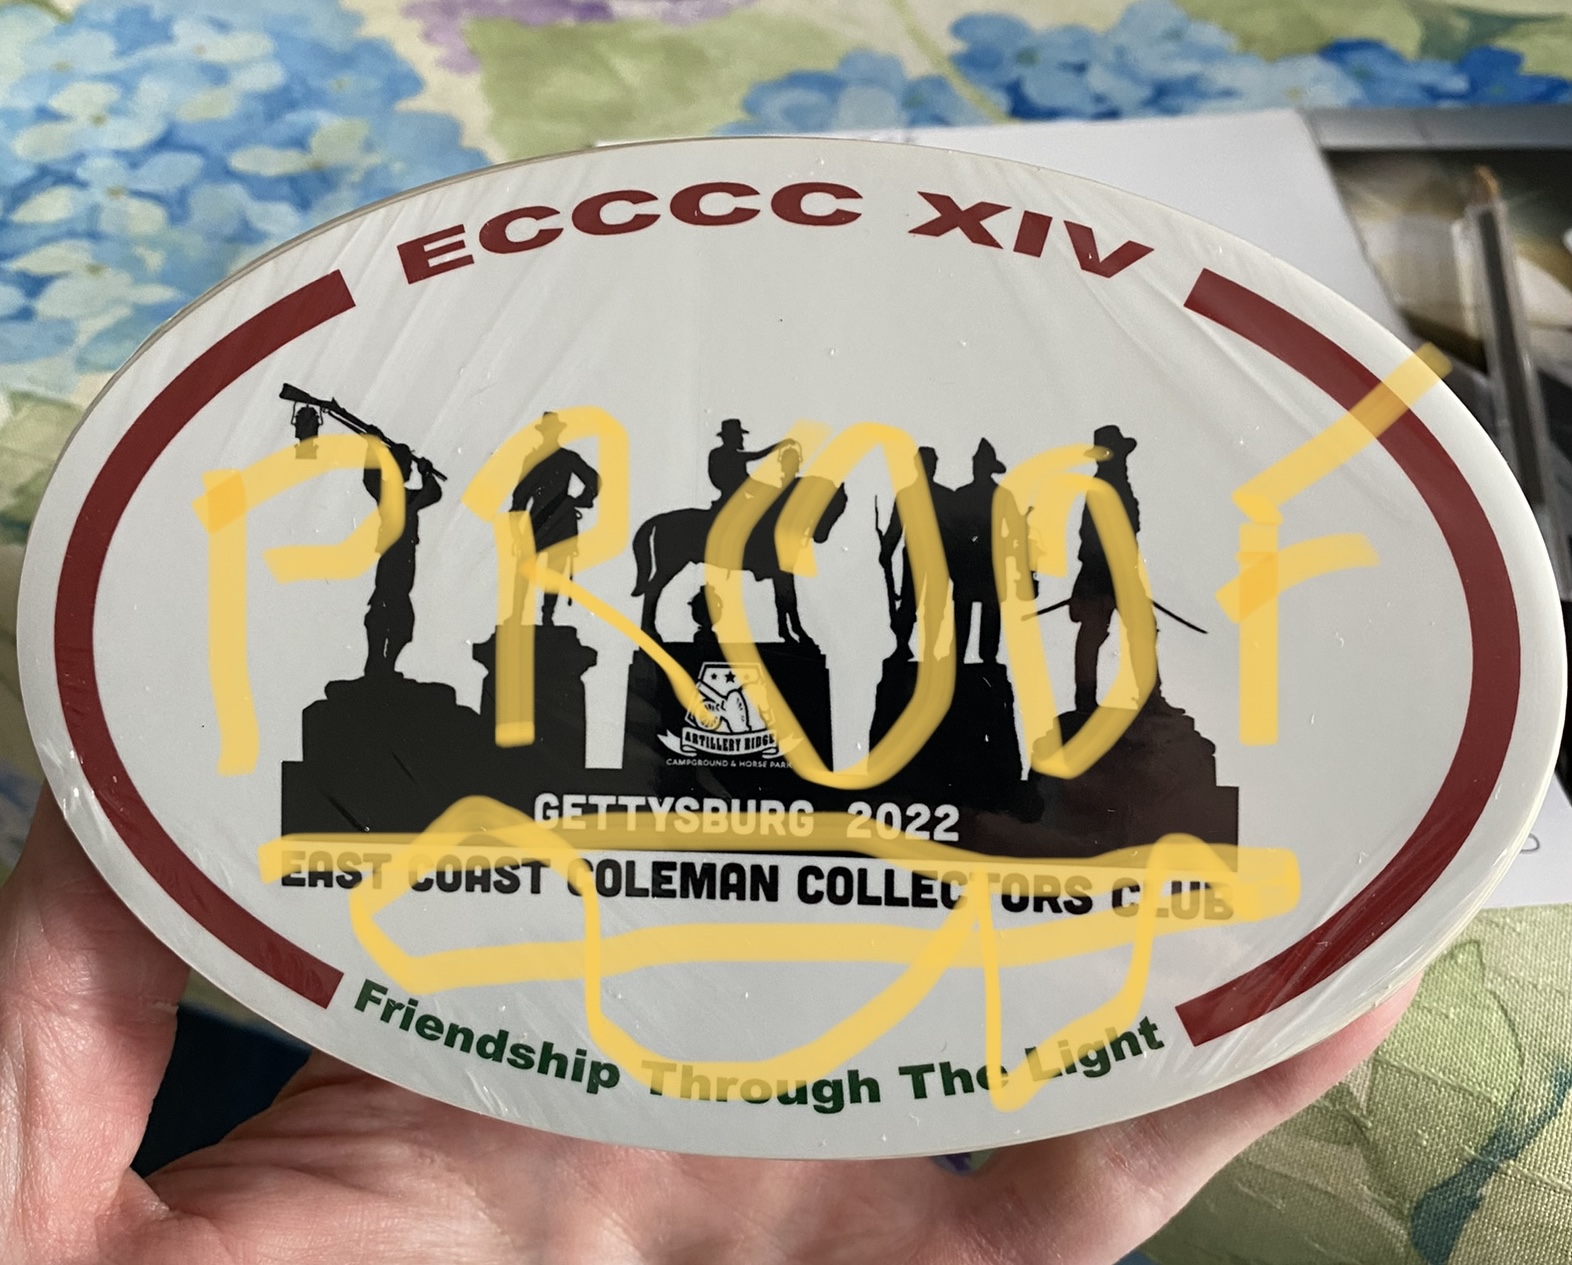 ECCCC XIV
PROOF
ARTILLERY RIDGE
CAMPGROUND & HORSE PARK
GETTYSBURG 2022
EAST COAST COLEMAN COLLECTORS CLUB
Friendship Through The Light